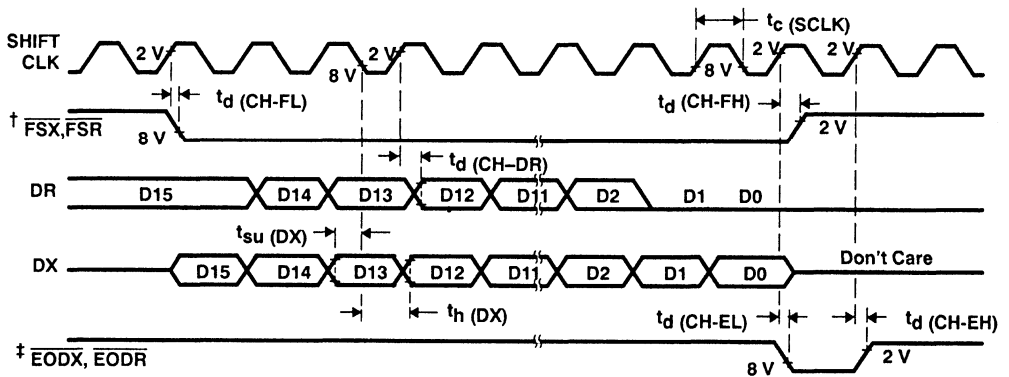 t_c (SCLK)
SHIFT CLK
2 V
8 V
2 V
8 V
2 V
2 V
t_d (CH-FL)
t_d (CH-FH)
† FSX,FSR
8 V
2 V
t_d (CH–DR)
DR
D15
D14
D13
D12
D11
D2
D1
D0
t_su (DX)
DX
D15
D14
D13
D12
D11
D2
D1
D0
Don't Care
t_h (DX)
t_d (CH-EL)
t_d (CH-EH)
‡ EODX, EODR
8 V
2 V